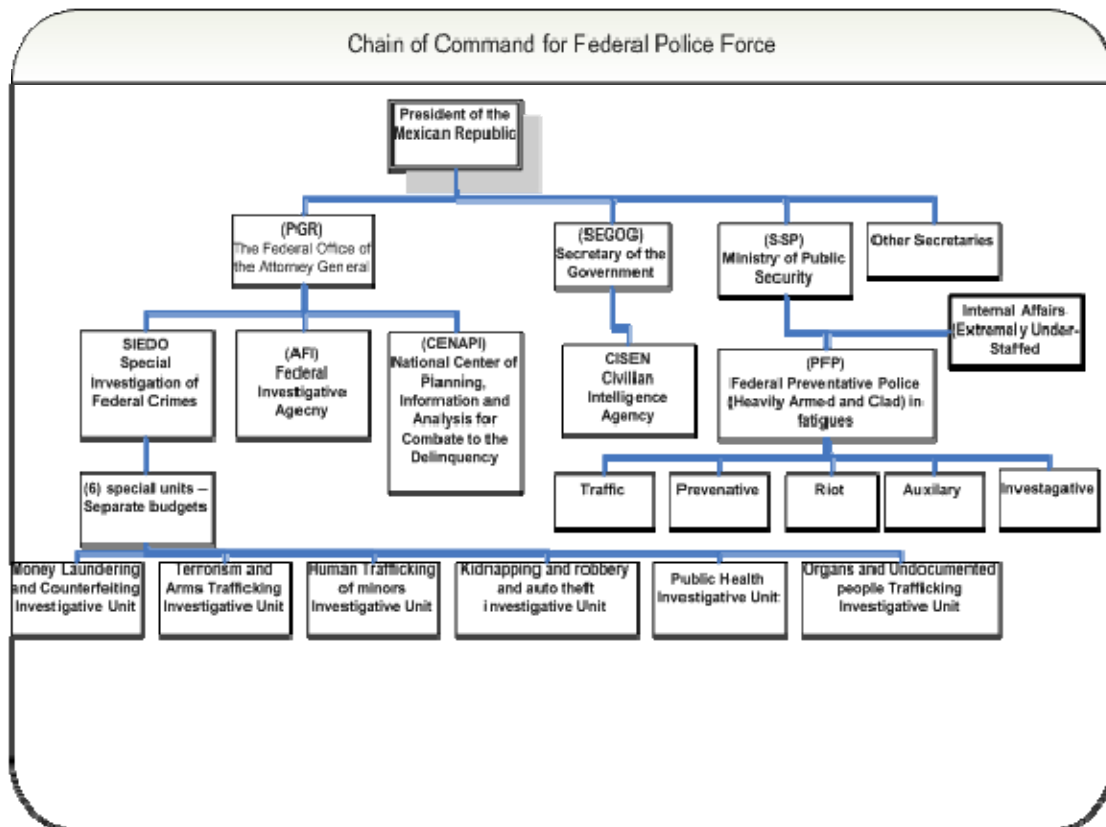 Chain of Command for Federal Police Force
President of the
Mexican Republic
(PGR)
The Federal Office of
the Attorney General
(SEGOG)
Secretary of the
Government
(SSP)
Ministry of Public
Security
Other Secretaries
Internal Affairs
(Extremely Under-
Staffed
SIEDO
Special
Investigation of
Federal Crimes
(AFI)
Federal
Investigative
Agecny
(CENAPI)
National Center of
Planning,
Information and
Analysis for
Combate to the
Delinquency
CISEN
Civilian
Intelligence
Agency
(PFP)
Federal Preventative Police
(Heavily Armed and Clad) in
fatigues
(6) special units –
Separate budgets
Traffic
Prevenative
Riot
Auxilary
Investagative
Money Laundering
and Counterfeiting
Investigative Unit
Terrorism and
Arms Trafficking
Investigative Unit
Human Trafficking
of minors
Investigative Unit
Kidnapping and robbery
and auto theft
investigative Unit
Public Health
Investigative Unit
Organs and Undocumented
people Trafficking
Investigative Unit